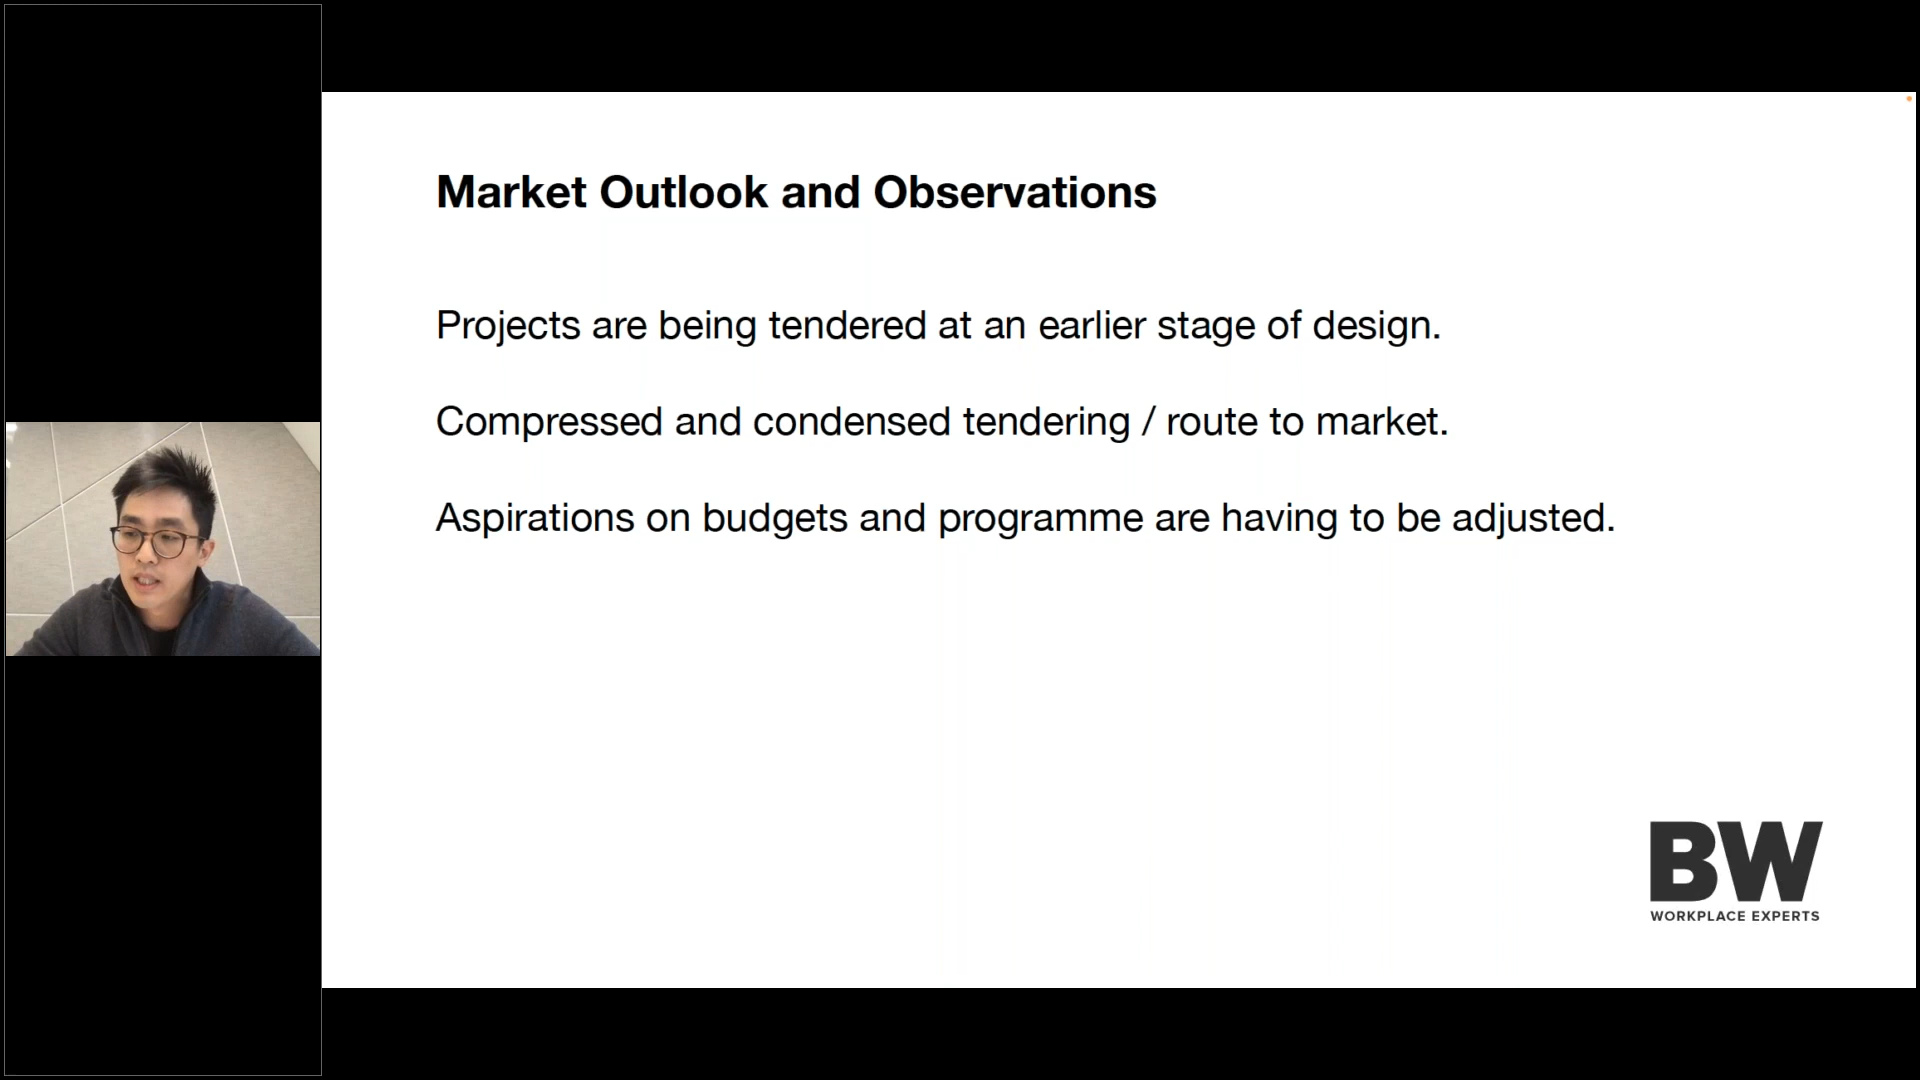 Market Outlook and Observations
Projects are being tendered at an earlier stage of design.
Compressed and condensed tendering / route to market.
Aspirations on budgets and programme are having to be adjusted.
BW
WORKPLACE EXPERTS